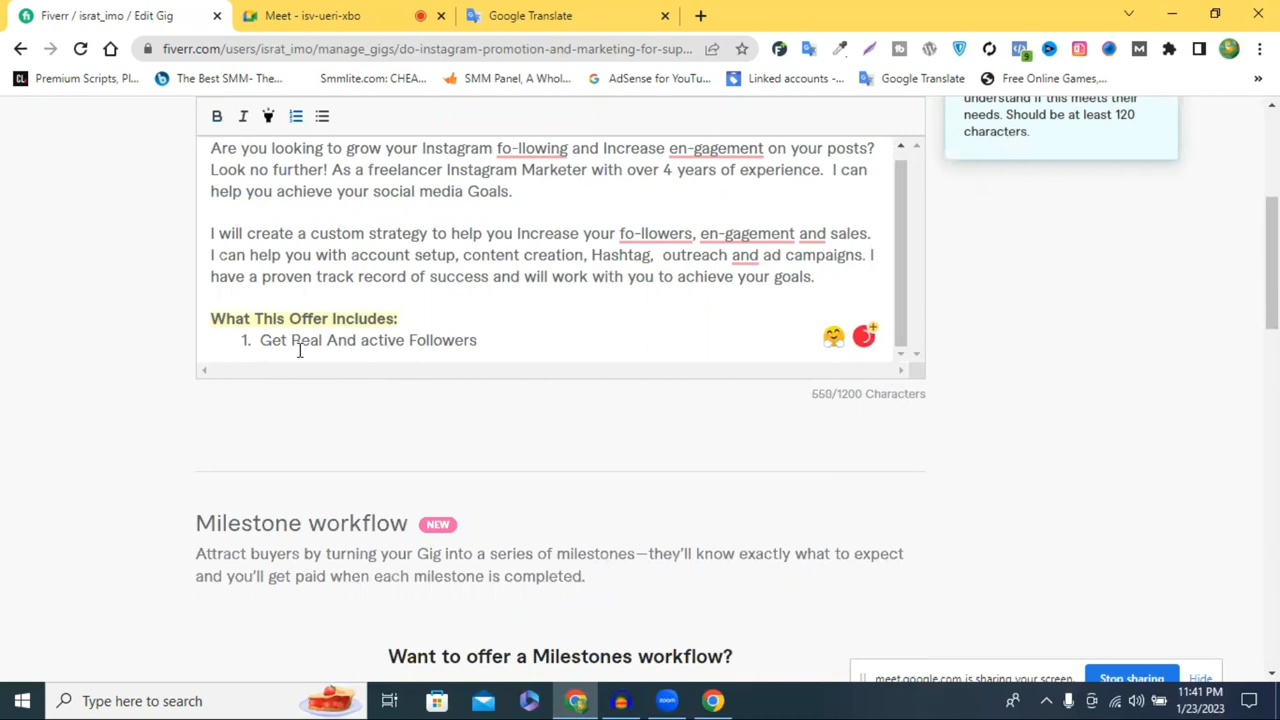 Fiverr / israt_imo / Edit Gig
Meet - isv-ueri-xbo
Google Translate
fiverr.com/users/israt_imo/manage_gigs/do-instagram-promotion-and-marketing-for-sup...
Premium Scripts, Pl...
The Best SMM- The...
Smmlite.com: CHEA...
SMM Panel, A Whol...
AdSense for YouTu...
Linked accounts -...
Google Translate
Free Online Games,...
understand if this meets their
needs. Should be at least 120
characters.
Are you looking to grow your Instagram fo-llowing and Increase en-gagement on your posts?
Look no further! As a freelancer Instagram Marketer with over 4 years of experience. I can
help you achieve your social media Goals.
I will create a custom strategy to help you Increase your fo-llowers, en-gagement and sales.
I can help you with account setup, content creation, Hashtag, outreach and ad campaigns. I
have a proven track record of success and will work with you to achieve your goals.
What This Offer Includes:
1. Get Real And active Followers
550/1200 Characters
Milestone workflow NEW
Attract buyers by turning your Gig into a series of milestones—they'll know exactly what to expect
and you'll get paid when each milestone is completed.
Want to offer a Milestones workflow?
meet.google.com is sharing your screen.
Stop sharing
Hide
Type here to search
zoom
11:41 PM
1/23/2023